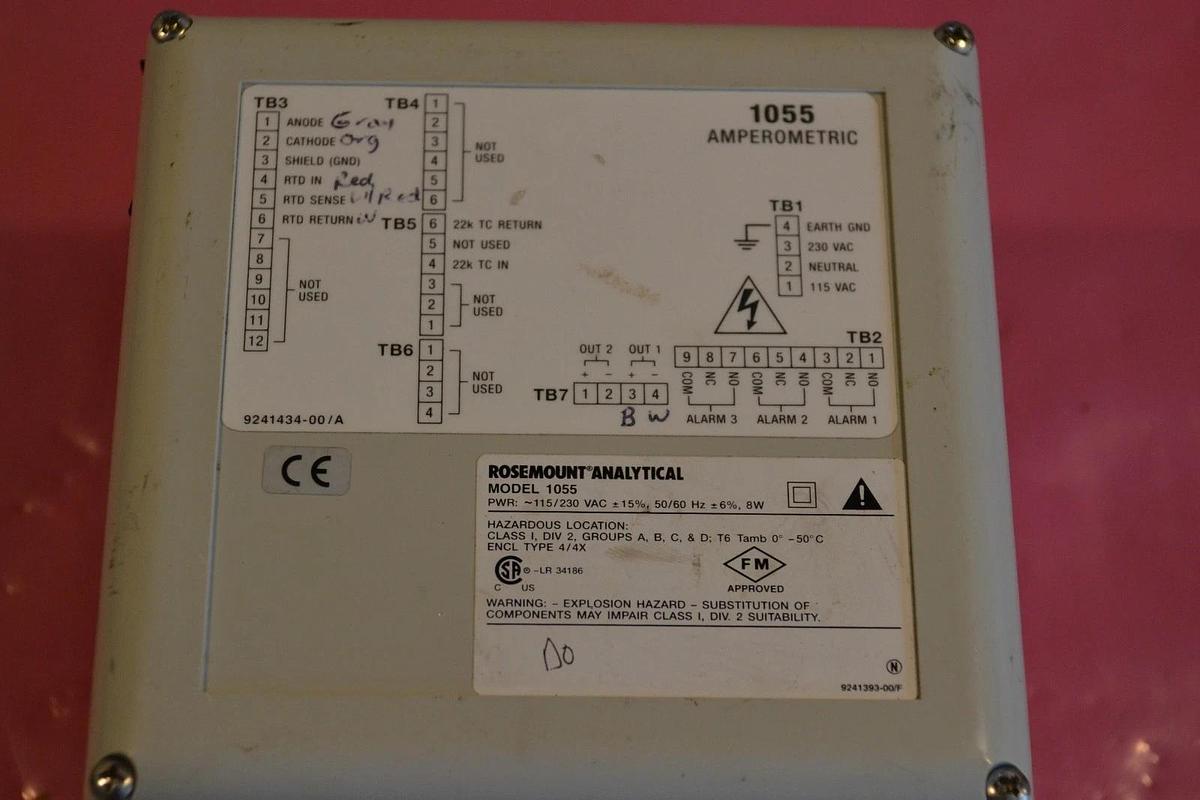 TB3
1 ANODE Gray
2 CATHODE Org
3 SHIELD (GND)
4 RTD IN Red
5 RTD SENSE W/Red
6 RTD RETURN W
7
8
9
10
11
12
NOT
USED
9241434-00/A
TB4
1
2
3
4
5
6
NOT
USED
TB5
6 22k TC RETURN
5 NOT USED
4 22k TC IN
3
2
1
NOT
USED
TB6
1
2
3
4
NOT
USED
1055
AMPEROMETRIC
TB1
4 EARTH GND
3 230 VAC
2 NEUTRAL
1 115 VAC
TB2
9 8 7 6 5 4 3 2 1
COM NC NO COM NC NO COM NC NO
ALARM 3 ALARM 2 ALARM 1
OUT 2 OUT 1
+ – + –
TB7 1 2 3 4
B W
CE
ROSEMOUNT® ANALYTICAL
MODEL 1055
PWR: ~115/230 VAC ±15%, 50/60 Hz ±6%, 8W
HAZARDOUS LOCATION:
CLASS I, DIV 2, GROUPS A, B, C, & D; T6 Tamb 0° -50°C
ENCL TYPE 4/4X
SA ® -LR 34186
C US
FM
APPROVED
WARNING: – EXPLOSION HAZARD – SUBSTITUTION OF
COMPONENTS MAY IMPAIR CLASS I, DIV. 2 SUITABILITY.
DO
N
9241393-00/F